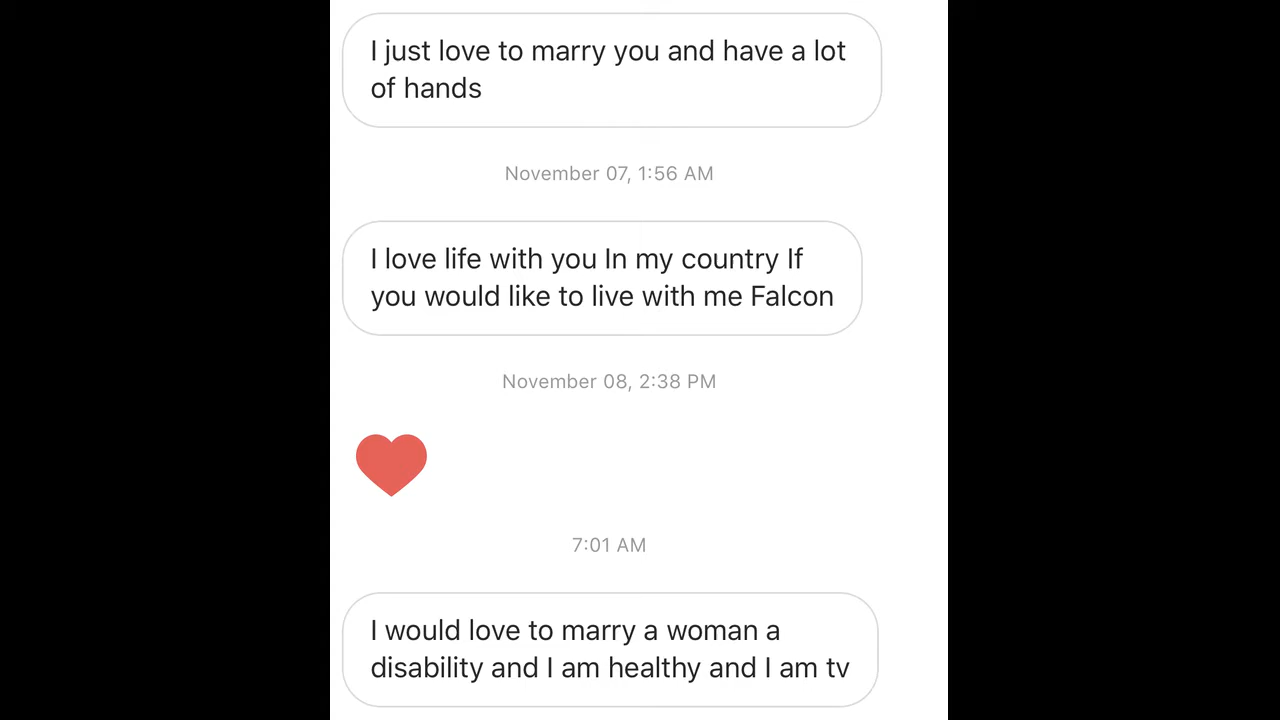 I just love to marry you and have a lot
of hands
November 07, 1:56 AM
I love life with you In my country If
you would like to live with me Falcon
November 08, 2:38 PM
7:01 AM
I would love to marry a woman a
disability and I am healthy and I am tv